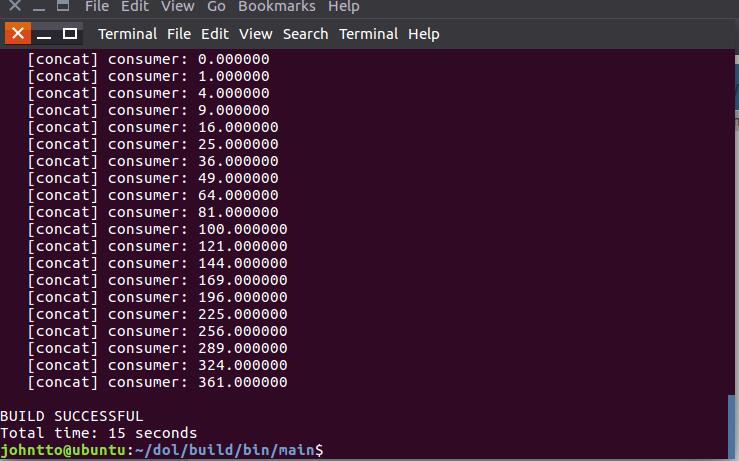 File Edit View Go Bookmarks Help
Terminal File Edit View Search Terminal Help
[concat] consumer: 0.000000
[concat] consumer: 1.000000
[concat] consumer: 4.000000
[concat] consumer: 9.000000
[concat] consumer: 16.000000
[concat] consumer: 25.000000
[concat] consumer: 36.000000
[concat] consumer: 49.000000
[concat] consumer: 64.000000
[concat] consumer: 81.000000
[concat] consumer: 100.000000
[concat] consumer: 121.000000
[concat] consumer: 144.000000
[concat] consumer: 169.000000
[concat] consumer: 196.000000
[concat] consumer: 225.000000
[concat] consumer: 256.000000
[concat] consumer: 289.000000
[concat] consumer: 324.000000
[concat] consumer: 361.000000
BUILD SUCCESSFUL
Total time: 15 seconds
johntto@ubuntu:~/dol/build/bin/main$